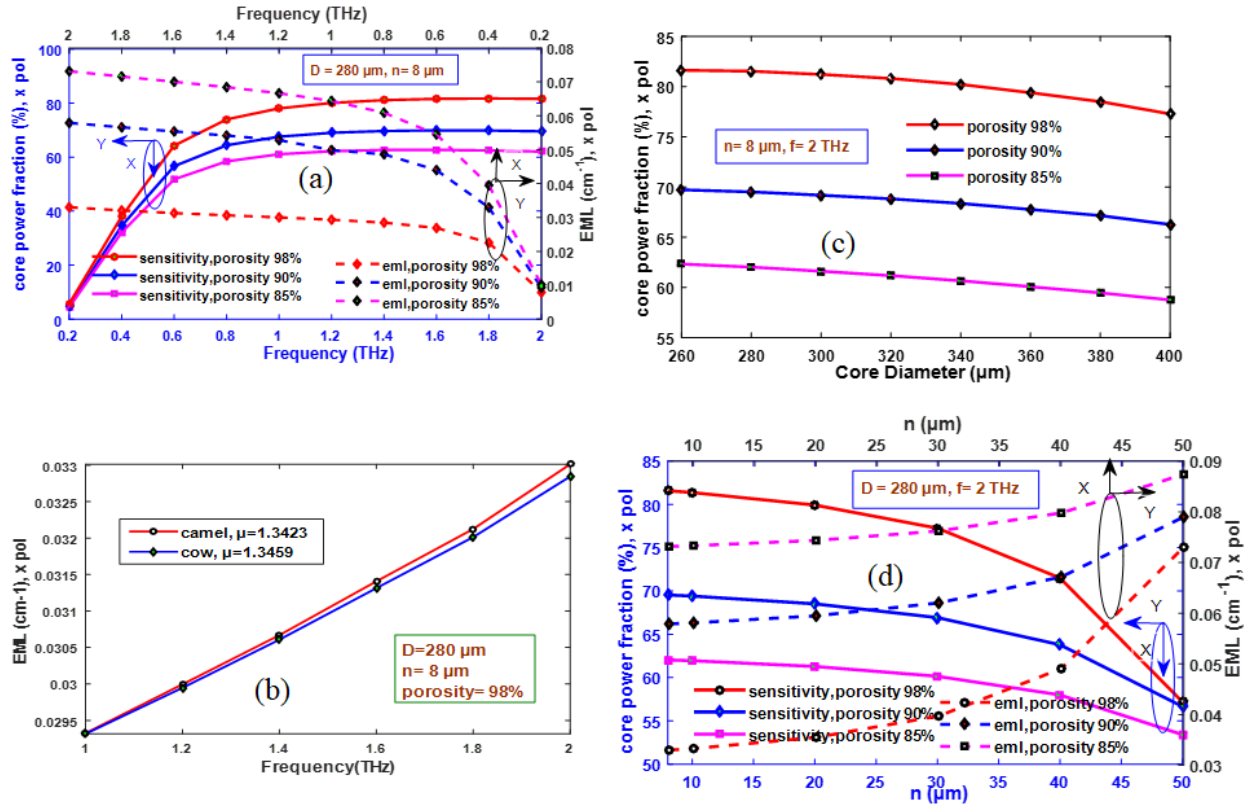 Frequency (THz)
2 1.8 1.6 1.4 1.2 1 0.8 0.6 0.4 0.2
core power fraction (%), x pol
100
80
60
40
20
0
D = 280 µm, n= 8 µm
Y
X
(a)
X
Y
sensitivity,porosity 98%
sensitivity,porosity 90%
sensitivity,porosity 85%
eml,porosity 98%
eml,porosity 90%
eml,porosity 85%
0.08
0.07
0.06
0.05
0.04
0.03
0.02
0.01
0
EML (cm-1), x pol
0.2 0.4 0.6 0.8 1 1.2 1.4 1.6 1.8 2
Frequency (THz)
core power fraction (%), x pol
85
80
75
70
65
60
55
porosity 98%
porosity 90%
porosity 85%
n= 8 µm, f= 2 THz
(c)
260 280 300 320 340 360 380 400
Core Diameter (µm)
EML (cm-1), x pol
0.033
0.0325
0.032
0.0315
0.031
0.0305
0.03
0.0295
camel, µ=1.3423
cow, µ=1.3459
(b)
D=280 µm
n= 8 µm
porosity= 98%
1 1.2 1.4 1.6 1.8 2
Frequency(THz)
n (µm)
10 15 20 25 30 35 40 45 50
core power fraction (%), x pol
85
80
75
70
65
60
55
50
D = 280 µm, f= 2 THz
X
Y
(d)
Y
X
sensitivity,porosity 98%
sensitivity,porosity 90%
sensitivity,porosity 85%
eml,porosity 98%
eml,porosity 90%
eml,porosity 85%
0.09
0.08
0.07
0.06
0.05
0.04
0.03
EML (cm-1), x pol
10 15 20 25 30 35 40 45 50
n (µm)